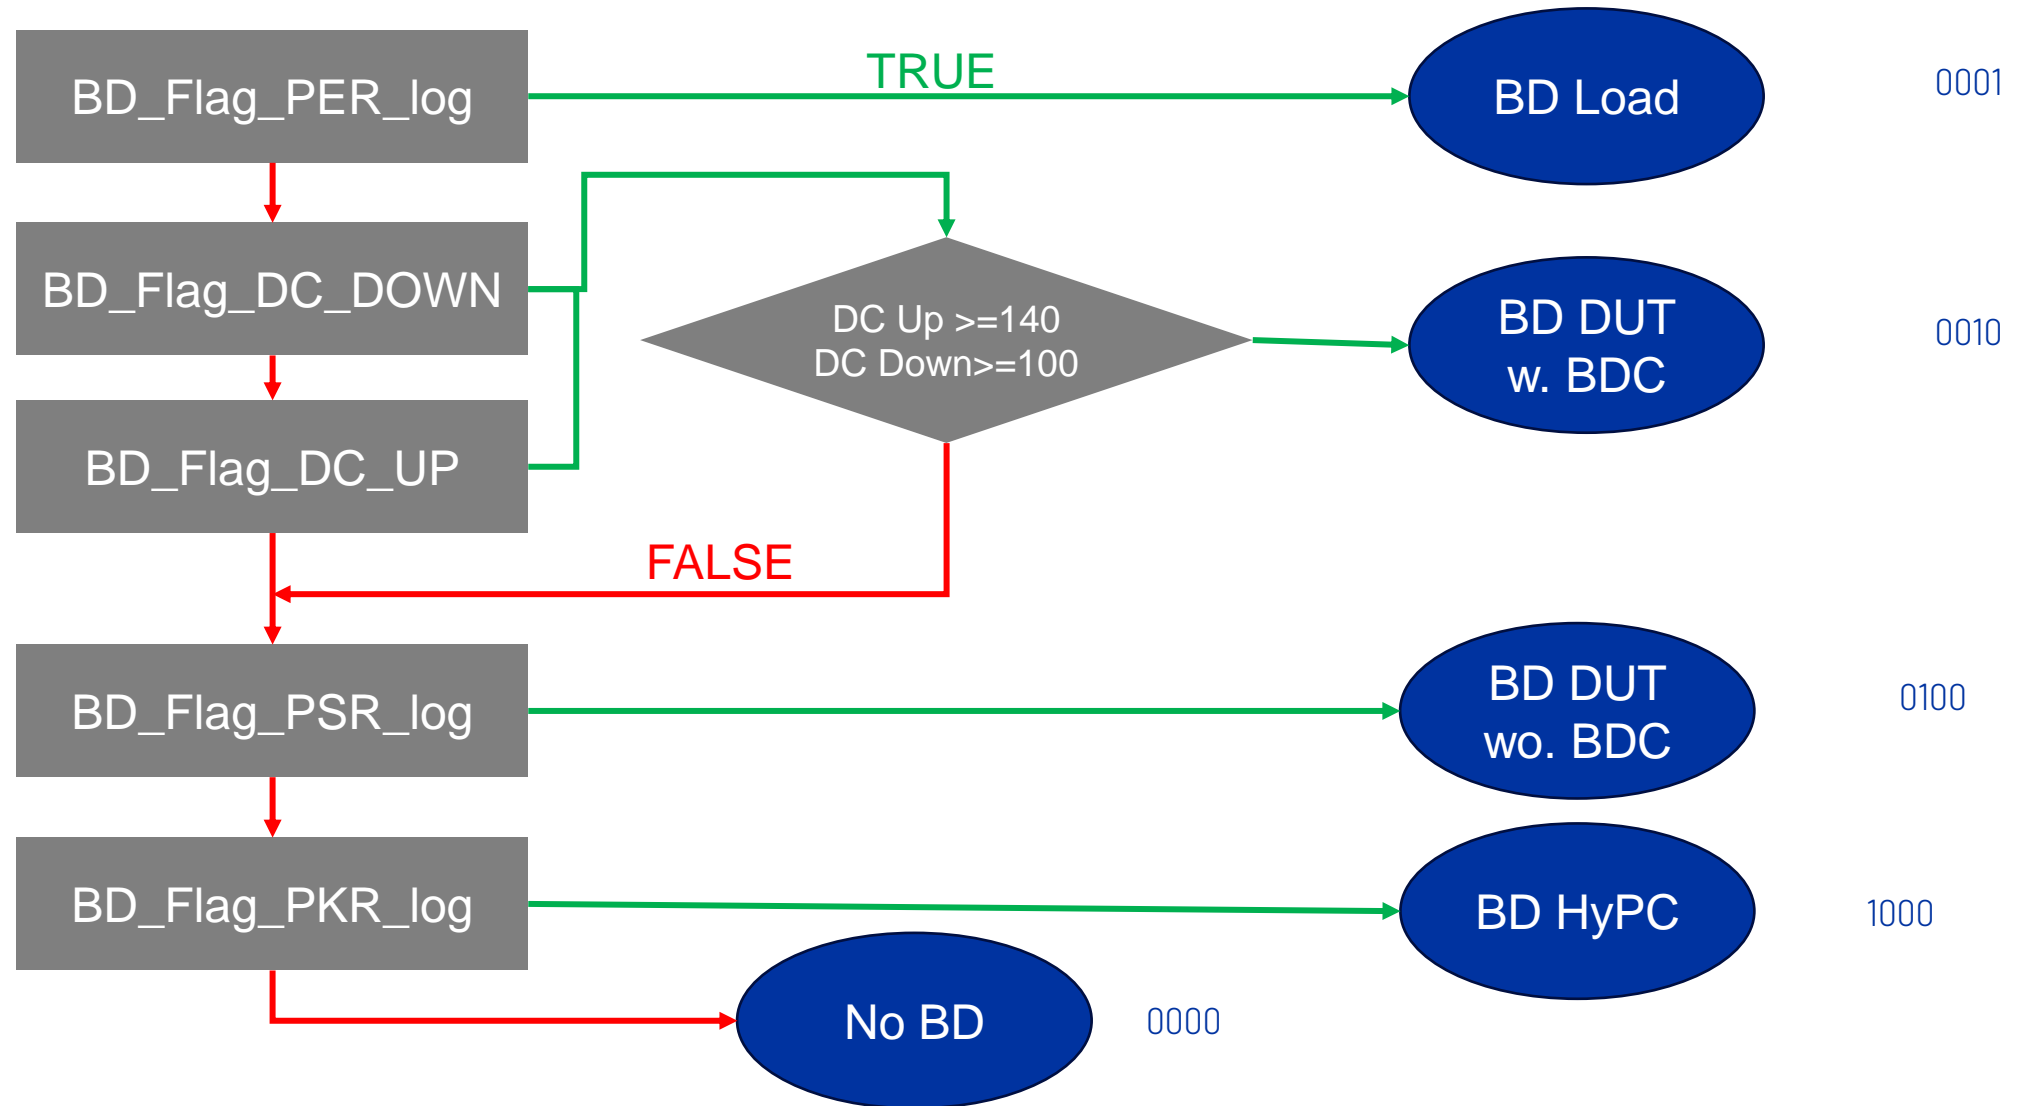 BD_Flag_PER_log
TRUE
BD Load
0001
BD_Flag_DC_DOWN
DC Up >=140
DC Down>=100
BD DUT
w. BDC
0010
BD_Flag_DC_UP
FALSE
BD_Flag_PSR_log
BD DUT
wo. BDC
0100
BD_Flag_PKR_log
BD HyPC
1000
No BD
0000